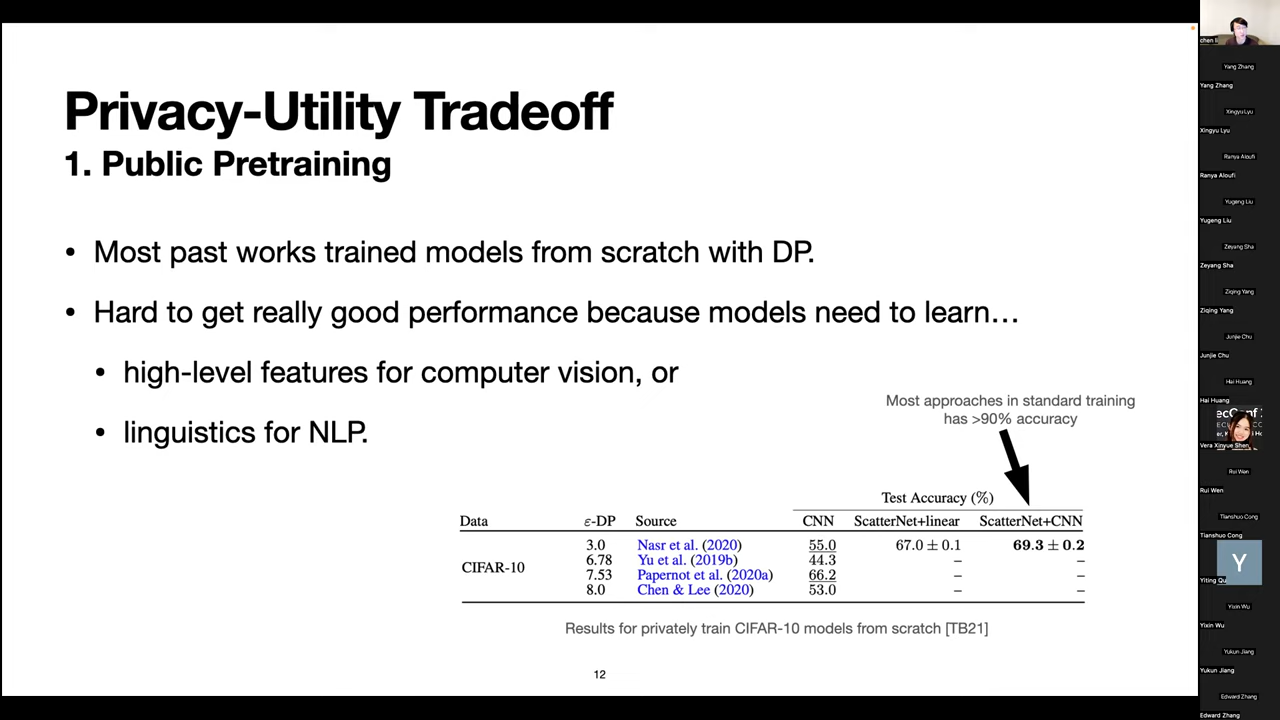 Privacy-Utility Tradeoff
1. Public Pretraining
• Most past works trained models from scratch with DP.
• Hard to get really good performance because models need to learn…
• high-level features for computer vision, or
• linguistics for NLP.
Most approaches in standard training
has >90% accuracy
Test Accuracy (%)
Data ε-DP Source CNN ScatterNet+linear ScatterNet+CNN
CIFAR-10
3.0 Nasr et al. (2020) 55.0 67.0 ± 0.1 69.3 ± 0.2
6.78 Yu et al. (2019b) 44.3 – –
7.53 Papernot et al. (2020a) 66.2 – –
8.0 Chen & Lee (2020) 53.0 – –
Results for privately train CIFAR-10 models from scratch [TB21]
12
chen li
Yang Zhang
Yang Zhang
Xingyu Lyu
Xingyu Lyu
Ranya Aloufi
Ranya Aloufi
Yugeng Liu
Yugeng Liu
Zeyang Sha
Zeyang Sha
Ziqing Yang
Ziqing Yang
Junjie Chu
Junjie Chu
Hai Huang
Hai Huang
Vera Xinyue Shen
Rui Wen
Rui Wen
Tianshuo Cong
Tianshuo Cong
Y
Yiting Qu
Yixin Wu
Yixin Wu
Yukun Jiang
Yukun Jiang
Edward Zhang
Edward Zhang